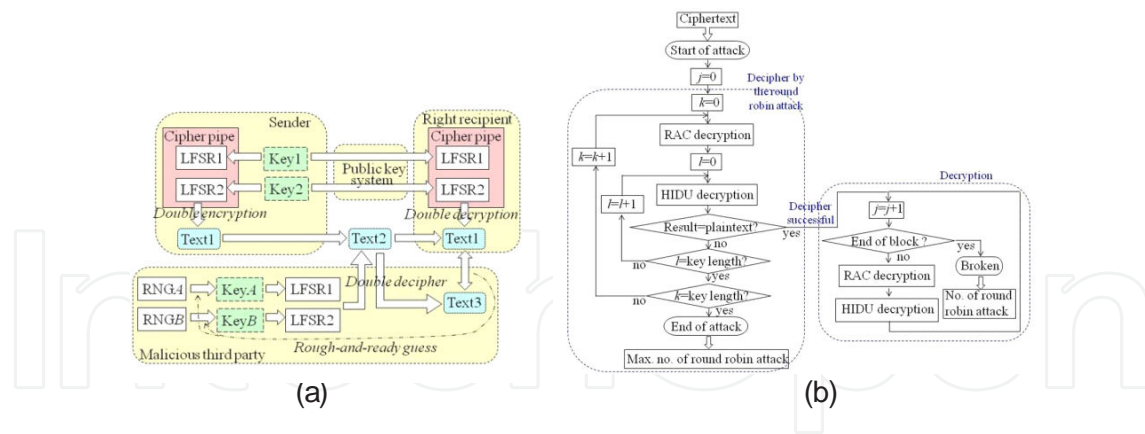 Sender
Right recipient
Cipher pipe
Cipher pipe
LFSR1
Key1
LFSR1
Public key
system
LFSR2
Key2
LFSR2
Double encryption
Double decryption
Text1
Text2
Text1
Double decipher
RNGA
KeyA
LFSR1
Text3
RNGB
KeyB
LFSR2
Rough-and-ready guess
Malicious third party
(a)
Ciphertext
Start of attack
j=0
Decipher by
the round
robin attack
k=0
RAC decryption
k=k+1
l=0
l=l+1
HIDU decryption
Decipher
successful
Result=plaintext?
yes
no
no
l=key length?
yes
no
k=key length?
yes
End of attack
Max. no. of round robin attack
Decryption
j=j+1
End of block ?
yes
no
Broken
RAC decryption
No. of round
robin attack
HIDU decryption
(b)
IntechOpen